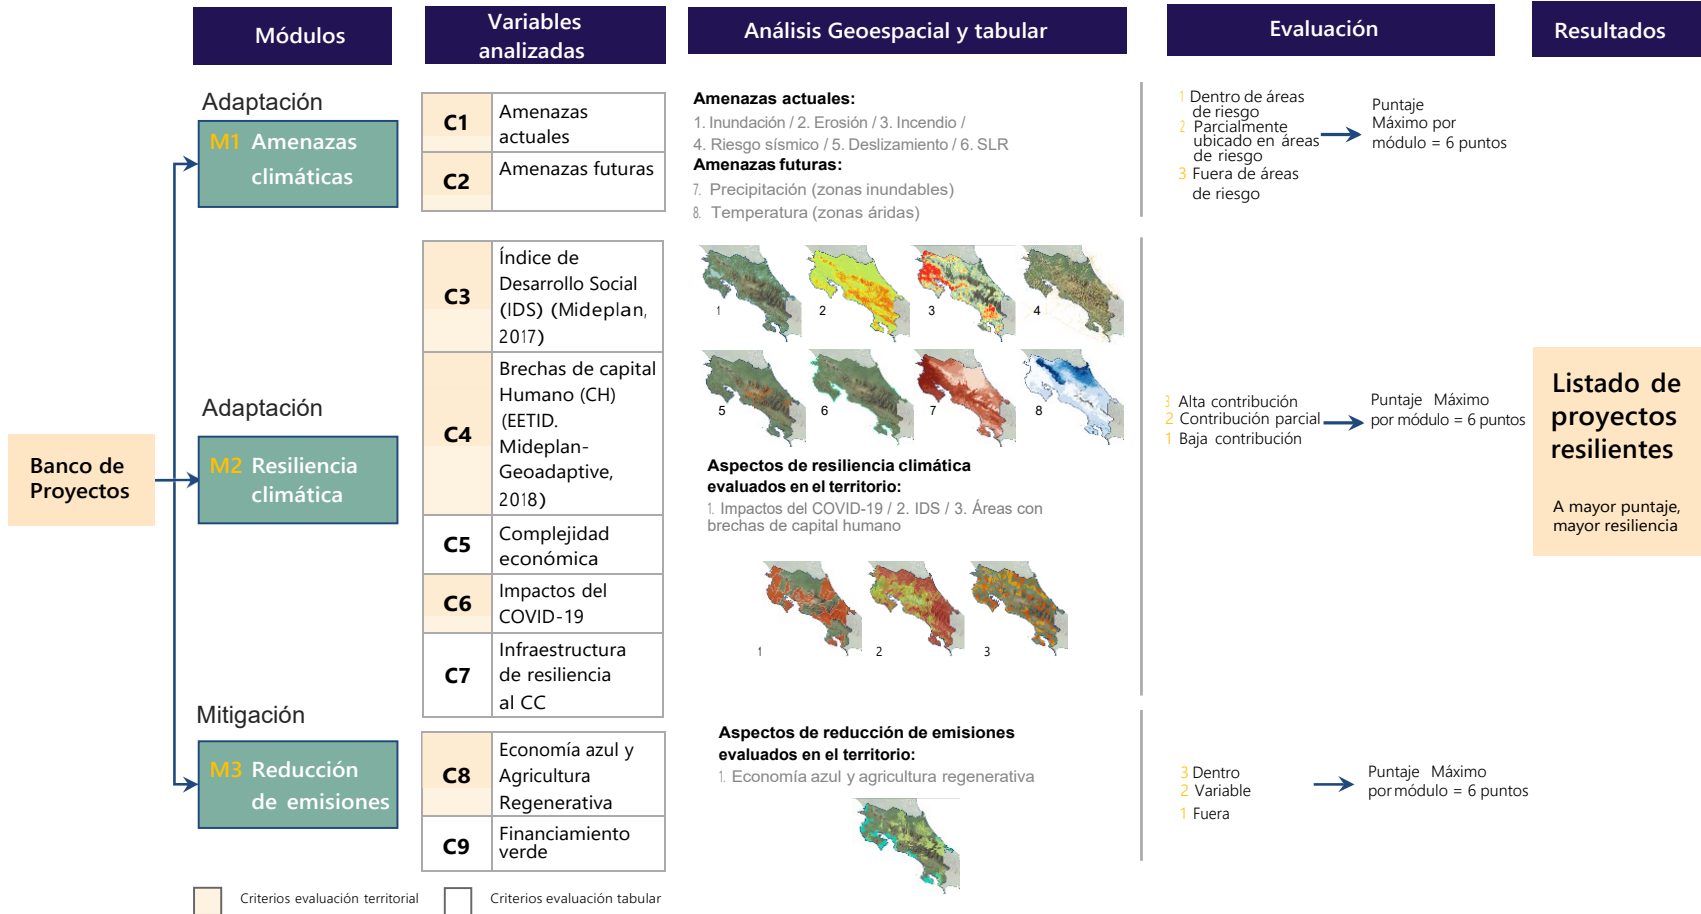 Módulos
Variables
analizadas
Análisis Geoespacial y tabular
Evaluación
Resultados
Banco de
Proyectos
Adaptación
M1 Amenazas
climáticas
C1
Amenazas
actuales
C2
Amenazas futuras
Amenazas actuales:
1. Inundación / 2. Erosión / 3. Incendio /
4. Riesgo sísmico / 5. Deslizamiento / 6. SLR
Amenazas futuras:
7. Precipitación (zonas inundables)
8. Temperatura (zonas áridas)
1 Dentro de áreas
de riesgo
2 Parcialmente
ubicado en áreas
de riesgo
3 Fuera de áreas
de riesgo
Puntaje
Máximo por
módulo = 6 puntos
Adaptación
M2 Resiliencia
climática
C3
Índice de
Desarrollo Social
(IDS) (Mideplan,
2017)
C4
Brechas de capital
Humano (CH)
(EETID.
Mideplan-
Geoadaptive,
2018)
C5
Complejidad
económica
C6
Impactos del
COVID-19
C7
Infraestructura
de resiliencia
al CC
1
2
3
4
5
6
7
8
Aspectos de resiliencia climática
evaluados en el territorio:
1. Impactos del COVID-19 / 2. IDS / 3. Áreas con
brechas de capital humano
1
2
3
3 Alta contribución
2 Contribución parcial
1 Baja contribución
Puntaje Máximo
por módulo = 6 puntos
Mitigación
M3 Reducción
de emisiones
C8
Economía azul y
Agricultura
Regenerativa
C9
Financiamiento
verde
Aspectos de reducción de emisiones
evaluados en el territorio:
1. Economía azul y agricultura regenerativa
3 Dentro
2 Variable
1 Fuera
Puntaje Máximo
por módulo = 6 puntos
Listado de
proyectos
resilientes
A mayor puntaje,
mayor resiliencia
Criterios evaluación territorial
Criterios evaluación tabular